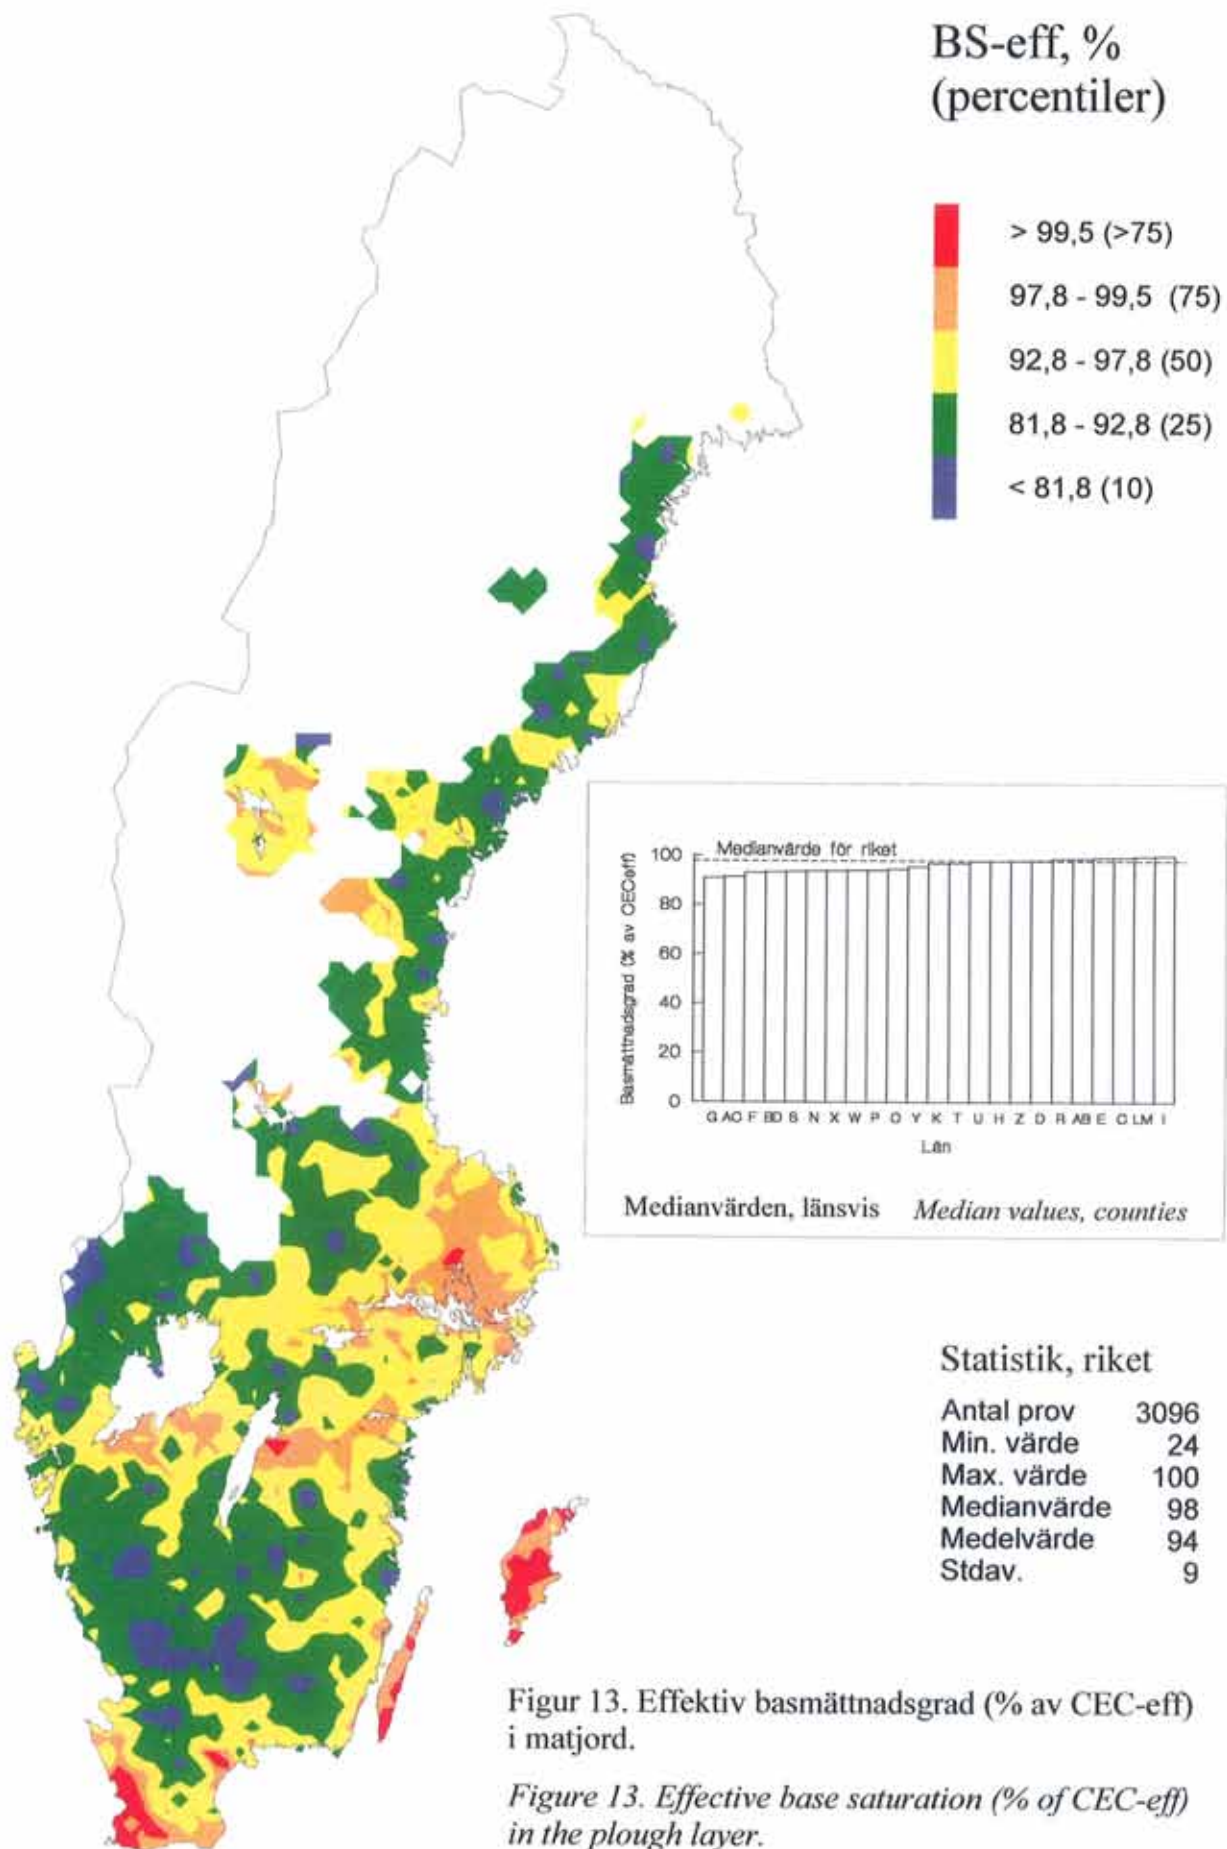 BS-eff, %
(percentiler)
> 99,5 (>75)
97,8 - 99,5 (75)
92,8 - 97,8 (50)
81,8 - 92,8 (25)
< 81,8 (10)
Medianvärde för riket
Basmättnadsgrad (% av CECeff)
100
80
60
40
20
0
G AC F BD S N X W P O Y K T U H Z D R AB E C LM I
Län
Medianvärden, länsvis Median values, counties
Statistik, riket
Antal prov 3096
Min. värde 24
Max. värde 100
Medianvärde 98
Medelvärde 94
Stdav. 9
Figur 13. Effektiv basmättnadsgrad (% av CEC-eff)
i matjord.
Figure 13. Effective base saturation (% of CEC-eff)
in the plough layer.